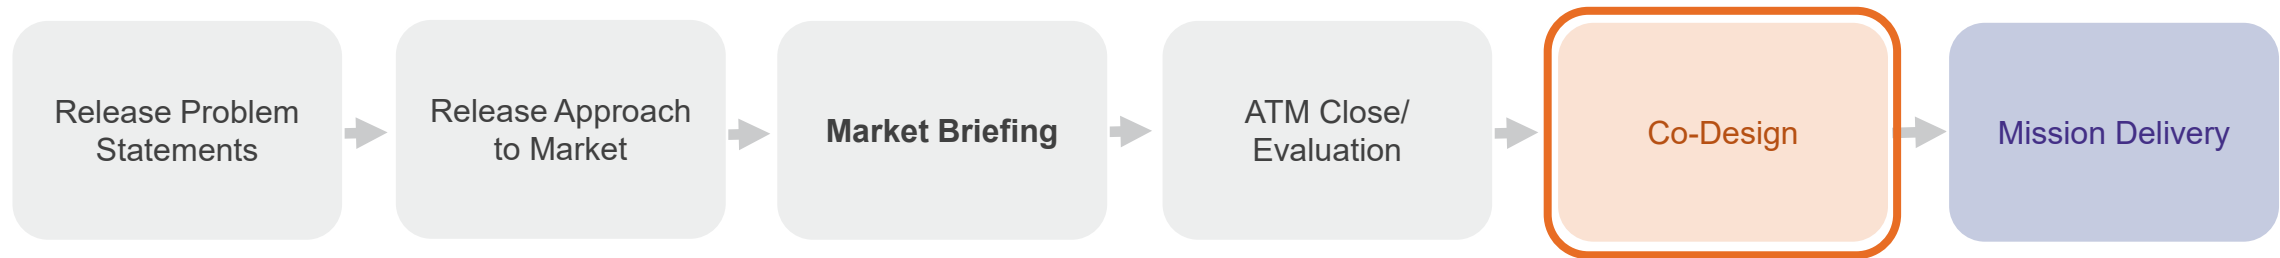 Release Problem
Statements
Release Approach
to Market
Market Briefing
ATM Close/
Evaluation
Co-Design
Mission Delivery